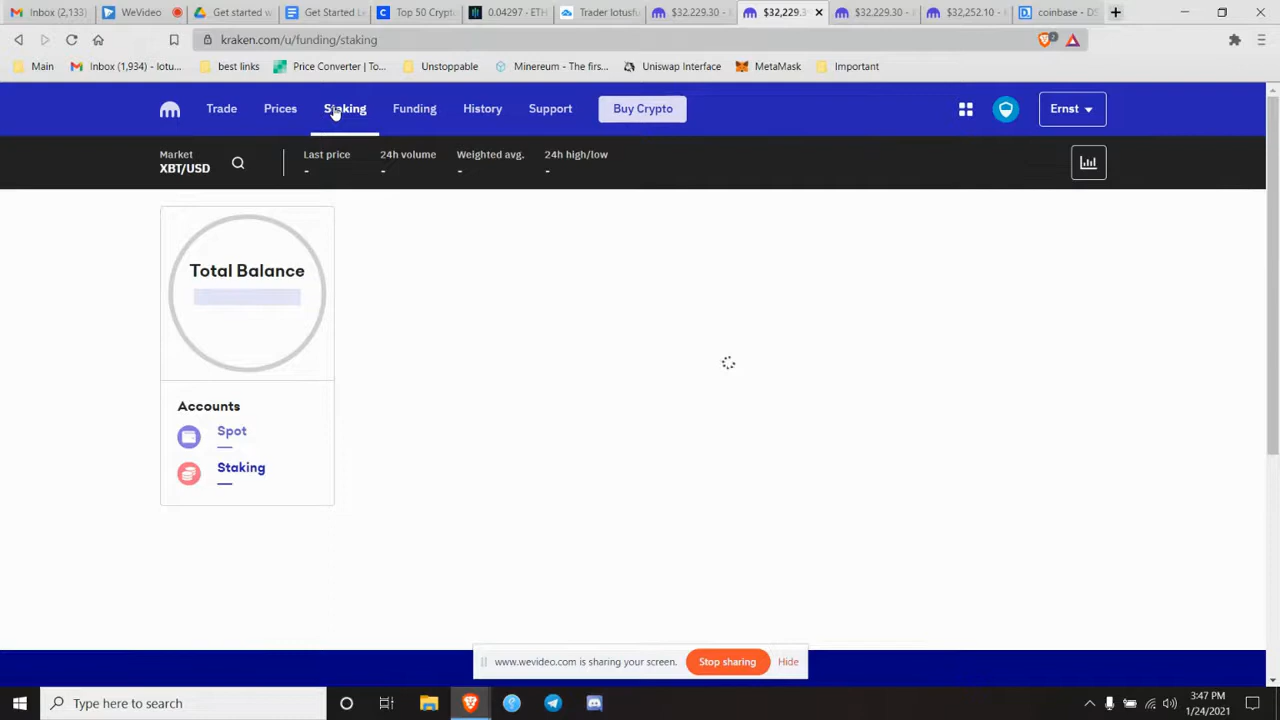 Inbox (2,133)
WeVideo
Get started w
Get Started Le
Top 50 Crypto
0.04297 - ETH
Trader lotusfu
$32,229.30 -
$32,229.3
$32,229.30 -
$32,252.10 -
coinbase - DS
kraken.com/u/funding/staking
2
Main
Inbox (1,934) - lotu...
best links
Price Converter | To...
Unstoppable
Minereum - The firs...
Uniswap Interface
MetaMask
Important
Trade
Prices
Staking
Funding
History
Support
Buy Crypto
Ernst
Market
XBT/USD
Last price
-
24h volume
-
Weighted avg.
-
24h high/low
-
Total Balance
Accounts
Spot
—
Staking
—
www.wevideo.com is sharing your screen.
Stop sharing
Hide
Type here to search
3:47 PM
1/24/2021